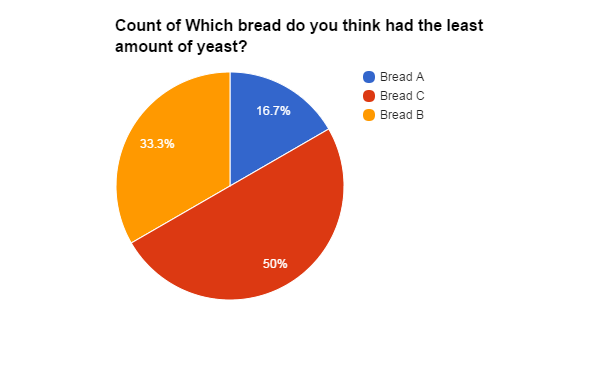 Count of Which bread do you think had the least
amount of yeast?
Bread A
Bread C
Bread B
16.7%
33.3%
50%